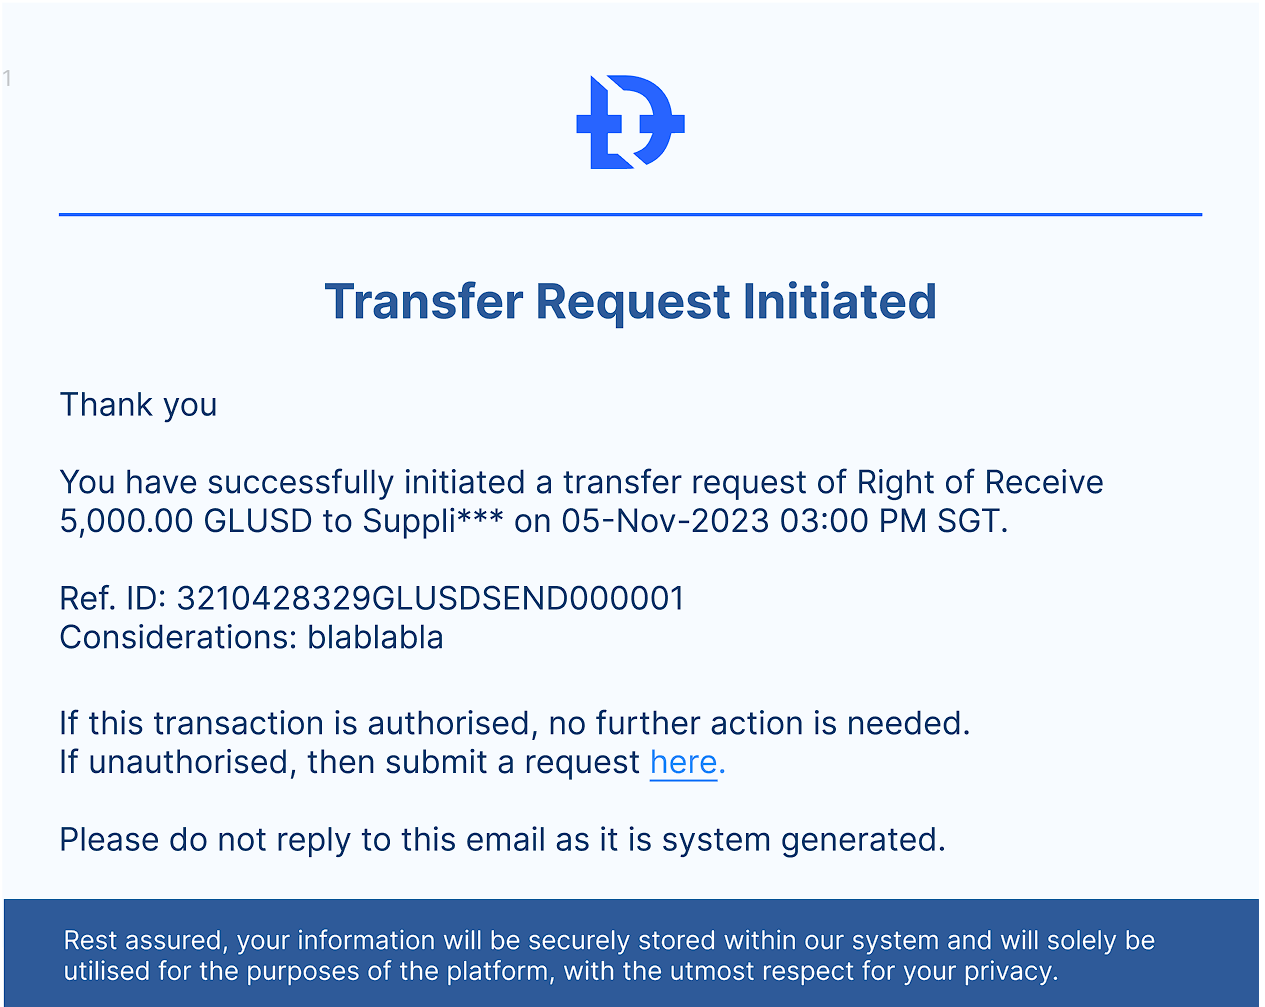 1
Transfer Request Initiated
Thank you
You have successfully initiated a transfer request of Right of Receive
5,000.00 GLUSD to Suppli*** on 05-Nov-2023 03:00 PM SGT.
Ref. ID: 3210428329GLUSDSEND000001
Considerations: blablabla
If this transaction is authorised, no further action is needed.
If unauthorised, then submit a request here.
Please do not reply to this email as it is system generated.
Rest assured, your information will be securely stored within our system and will solely be
utilised for the purposes of the platform, with the utmost respect for your privacy.